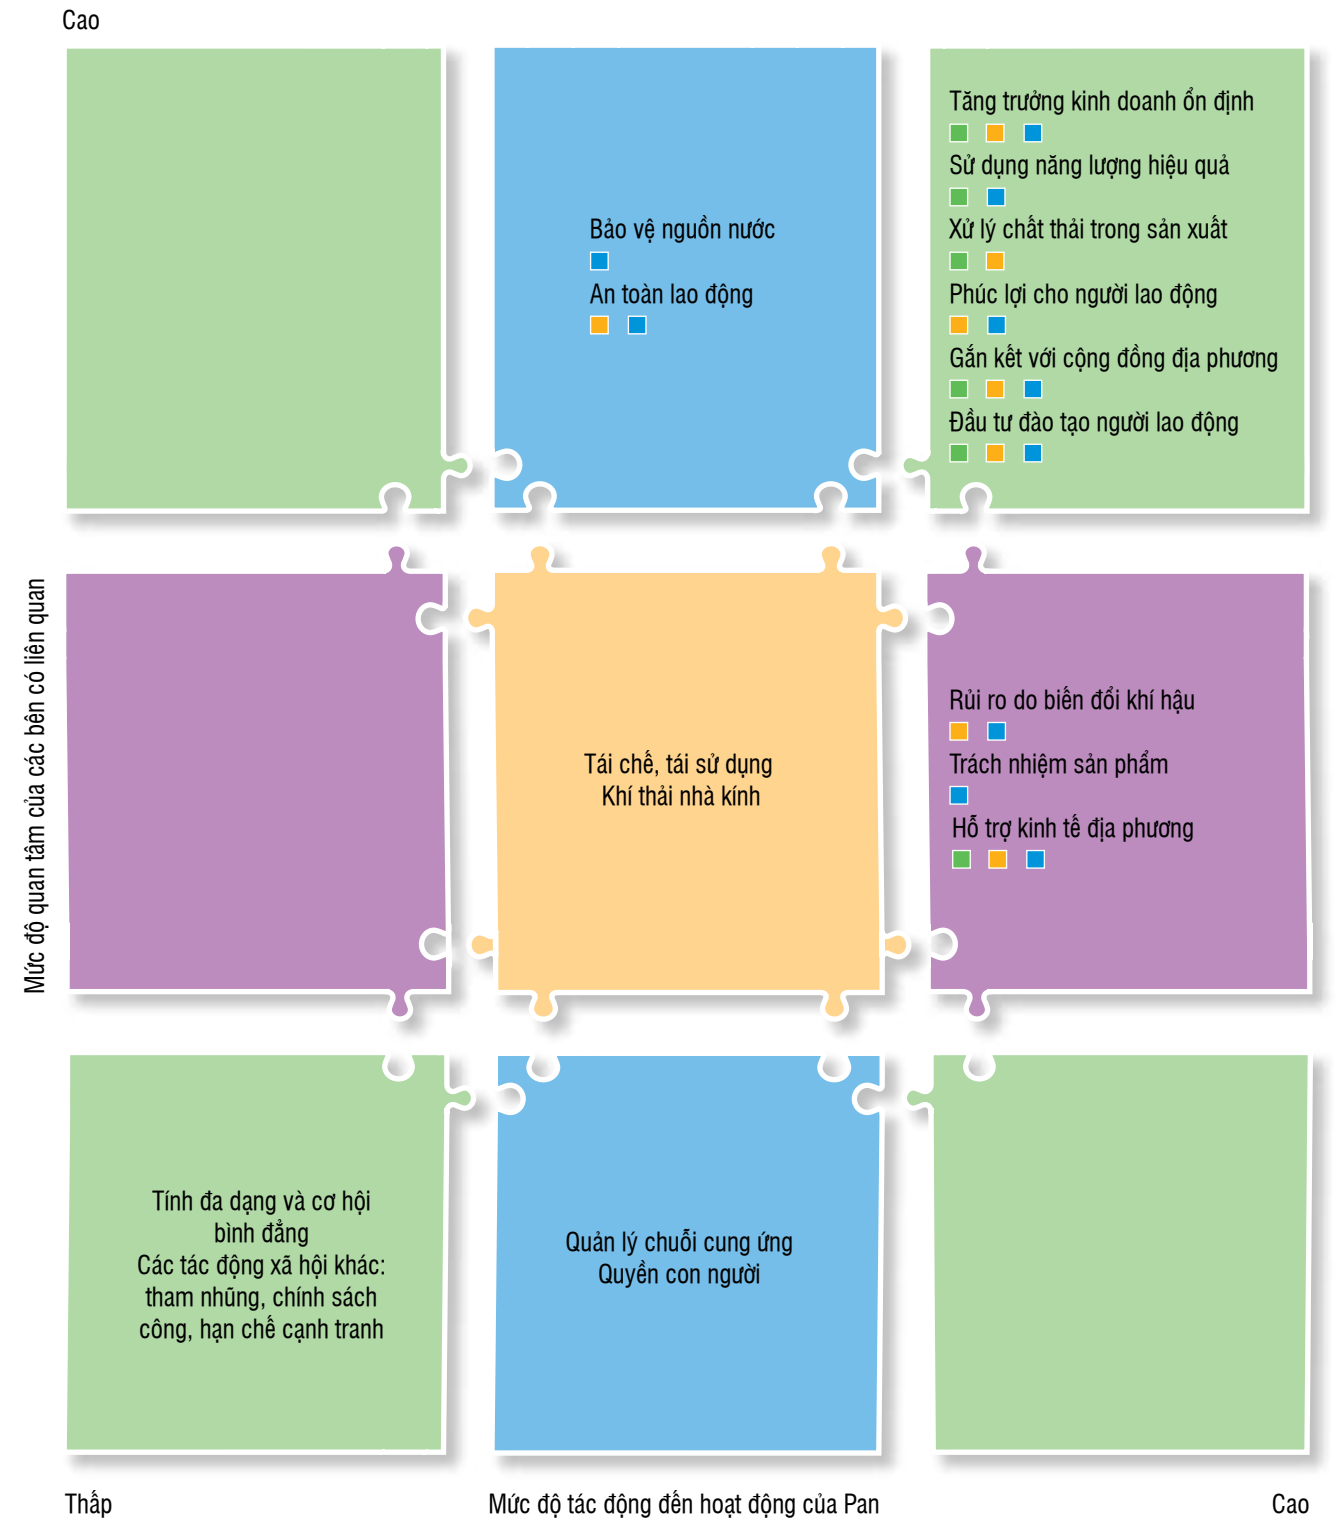 Cao
Bảo vệ nguồn nước
An toàn lao động
Tăng trưởng kinh doanh ổn định
Sử dụng năng lượng hiệu quả
Xử lý chất thải trong sản xuất
Phúc lợi cho người lao động
Gắn kết với cộng đồng địa phương
Đầu tư đào tạo người lao động
Mức độ quan tâm của các bên có liên quan
Tái chế, tái sử dụng
Khí thải nhà kính
Rủi ro do biến đổi khí hậu
Trách nhiệm sản phẩm
Hỗ trợ kinh tế địa phương
Tính đa dạng và cơ hội
bình đẳng
Các tác động xã hội khác:
tham nhũng, chính sách
công, hạn chế cạnh tranh
Quản lý chuỗi cung ứng
Quyền con người
Thấp
Mức độ tác động đến hoạt động của Pan
Cao